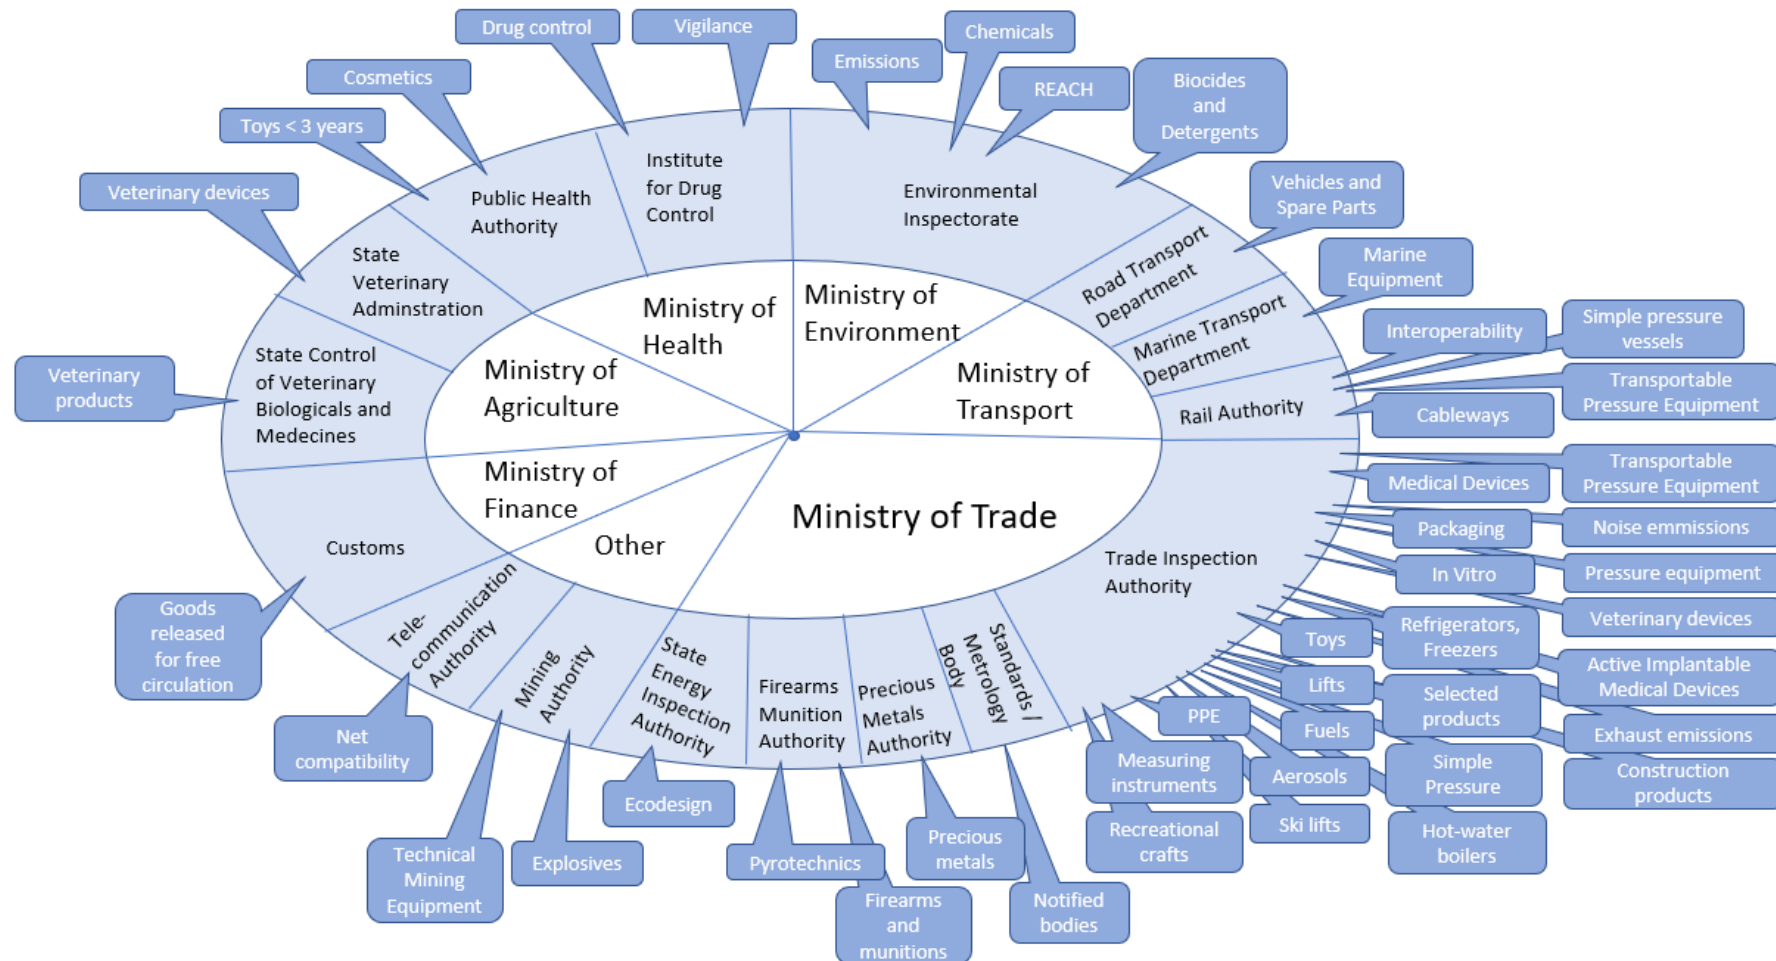 Drug control
Vigilance
Emissions
Chemicals
Cosmetics
REACH
Biocides
and
Detergents
Toys < 3 years
Veterinary devices
Vehicles and
Spare Parts
Marine
Equipment
Interoperability
Simple pressure
vessels
Transportable
Pressure Equipment
Cableways
Institute
for Drug
Control
Public Health
Authority
Environmental
Inspectorate
State
Veterinary
Adminstration
Road Transport
Department
Marine Transport
Department
Rail Authority
State Control
of Veterinary
Biologicals and
Medecines
Veterinary
products
Ministry of
Health
Ministry of
Environment
Ministry of
Agriculture
Ministry of
Transport
Ministry of
Finance
Other
Ministry of Trade
Customs
Trade Inspection
Authority
Goods
released
for free
circulation
Tele-
communication
Authority
Mining
Authority
State
Energy
Inspection
Authority
Firearms
Munition
Authority
Precious
Metals
Authority
Standards /
Metrology
Body
Transportable
Pressure Equipment
Medical Devices
Noise emmissions
Packaging
Pressure equipment
In Vitro
Veterinary devices
Toys
Refrigerators,
Freezers
Active Implantable
Medical Devices
Lifts
Selected
products
PPE
Fuels
Exhaust emissions
Measuring
instruments
Aerosols
Simple
Pressure
Construction
products
Recreational
crafts
Ski lifts
Hot-water
boilers
Net
compatibility
Ecodesign
Technical
Mining
Equipment
Explosives
Pyrotechnics
Precious
metals
Firearms
and
munitions
Notified
bodies